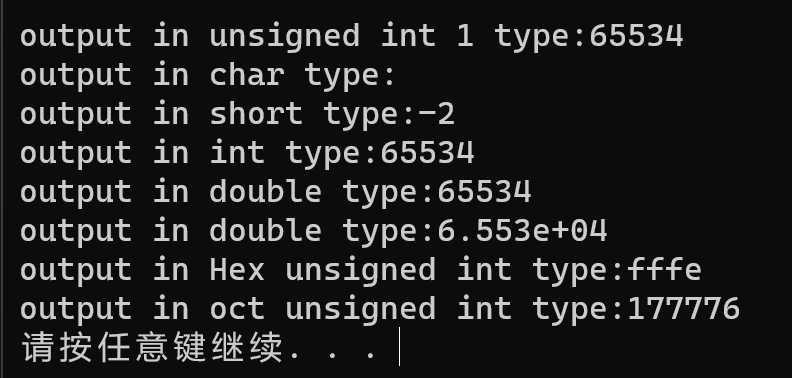 output in unsigned int 1 type:65534
output in char type:
output in short type:-2
output in int type:65534
output in double type:65534
output in double type:6.553e+04
output in Hex unsigned int type:fffe
output in oct unsigned int type:177776
请按任意键继续. . .